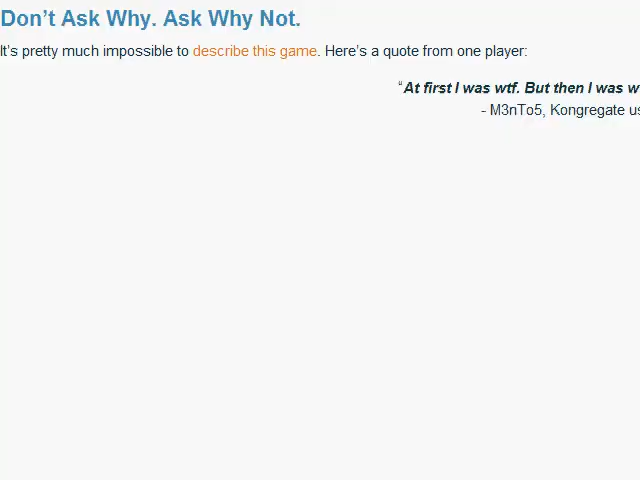 Don’t Ask Why. Ask Why Not.
It’s pretty much impossible to describe this game. Here’s a quote from one player:
“At first I was wtf. But then I was w
- M3nTo5, Kongregate us